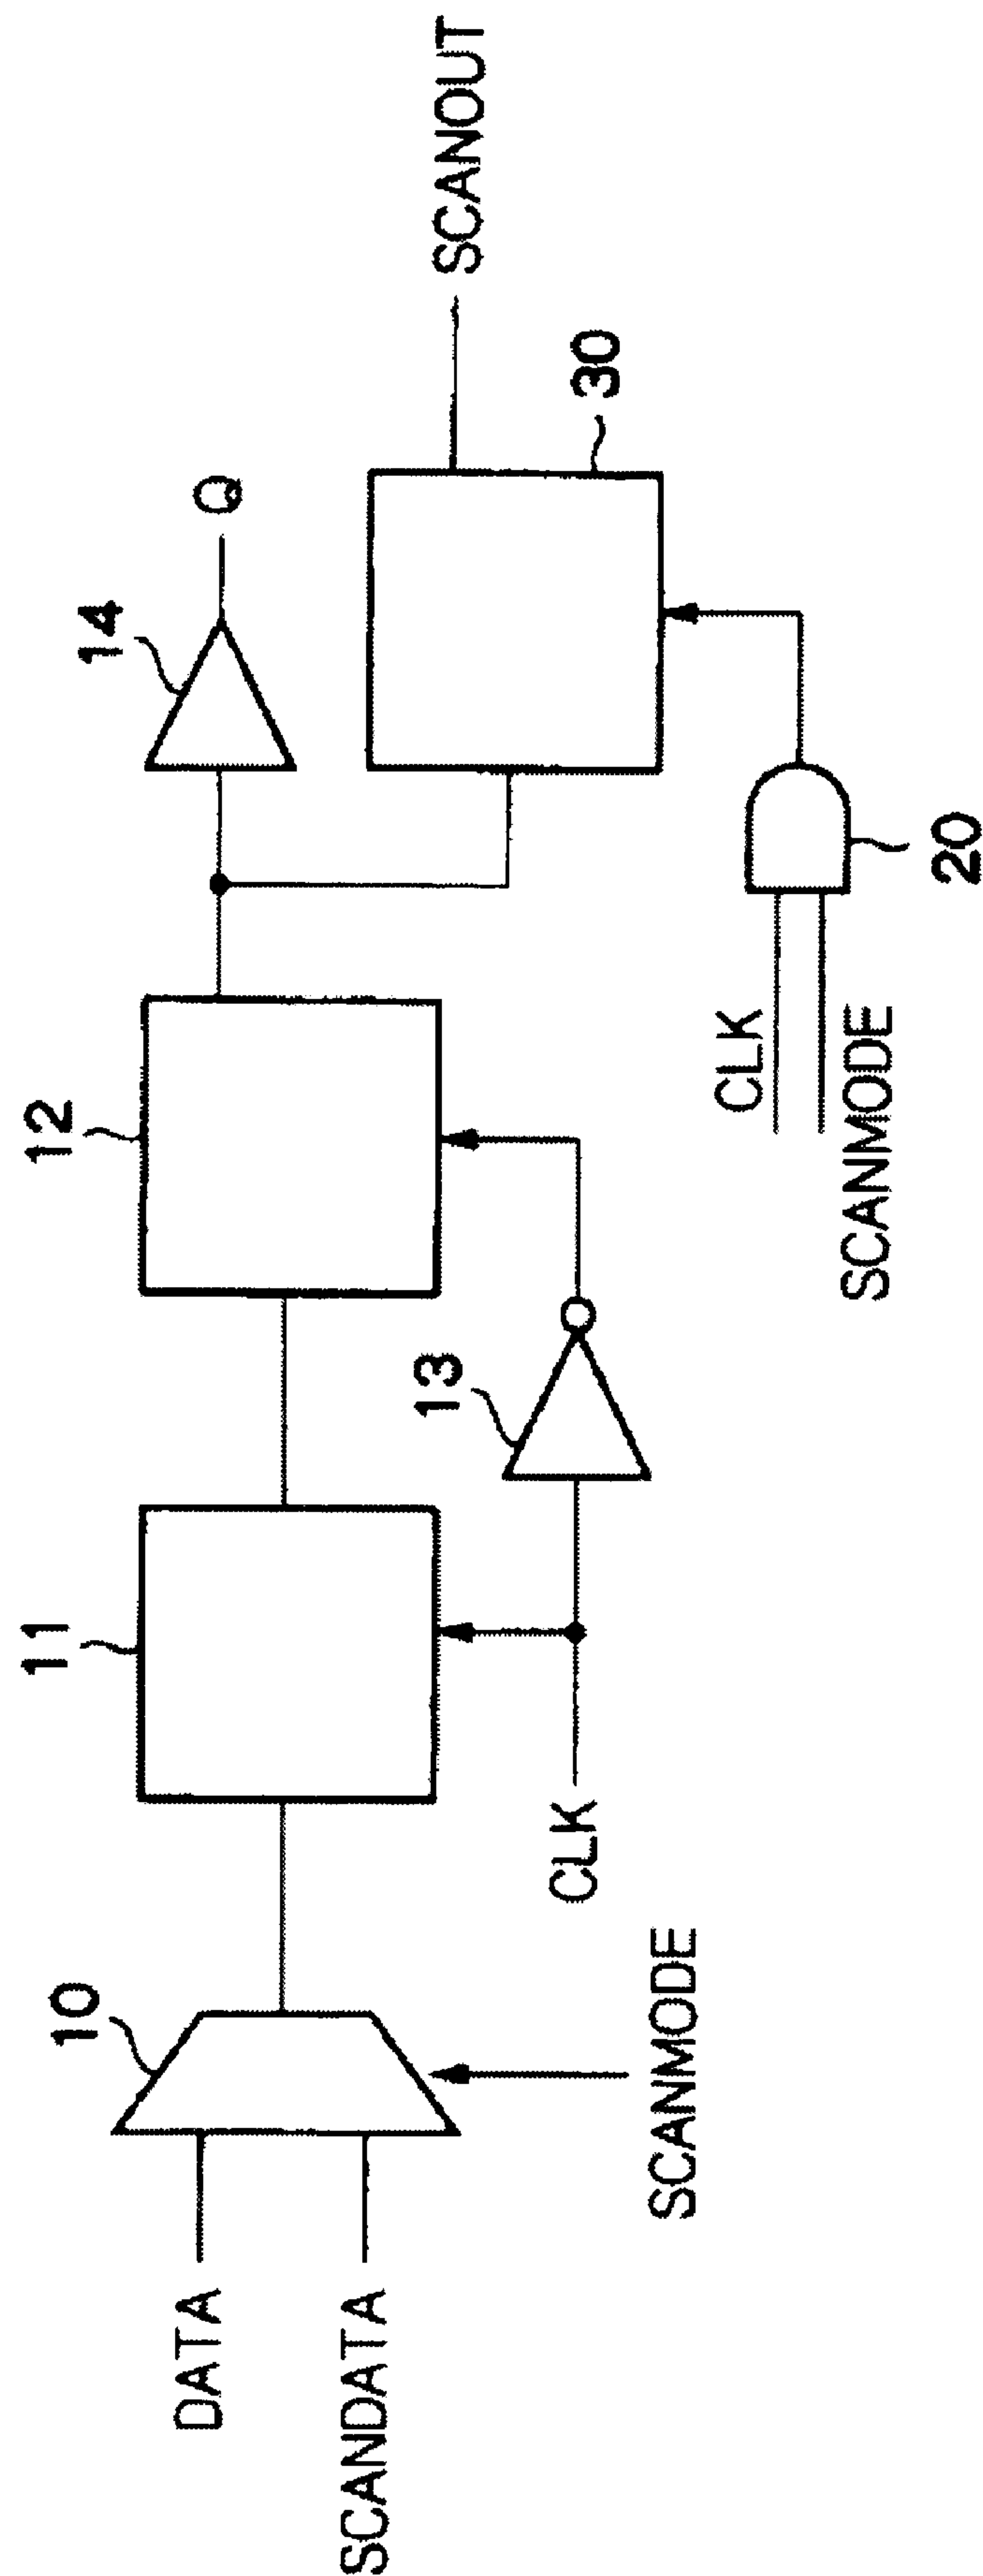 DATA
SCANDATA
10
SCANMODE
11
CLK
13
12
14
Q
CLK
SCANMODE
20
30
SCANOUT